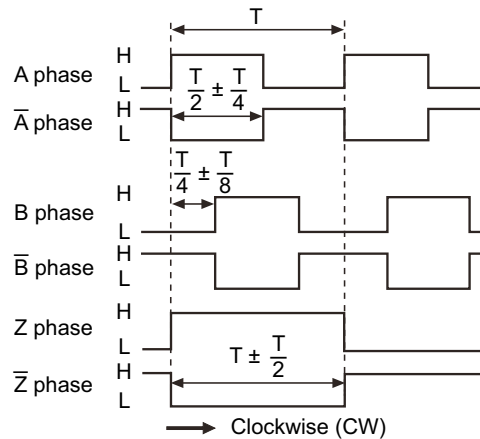 T
A phase H
L
T/2 ± T/4
A̅ phase H
L
T/4 ± T/8
B phase H
L
B̅ phase H
L
Z phase H
L
T ± T/2
Z̅ phase H
L
Clockwise (CW)